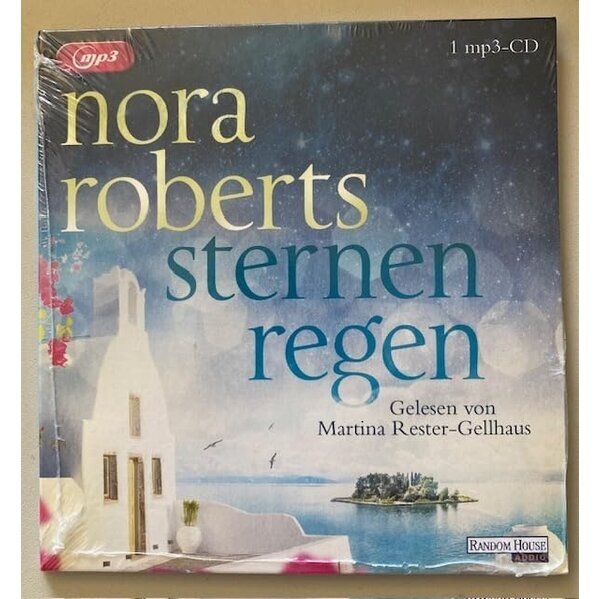 mp3
1 mp3-CD
nora
roberts
sternen
regen
Gelesen von
Martina Rester-Gellhaus
RANDOM HOUSE
AUDIO